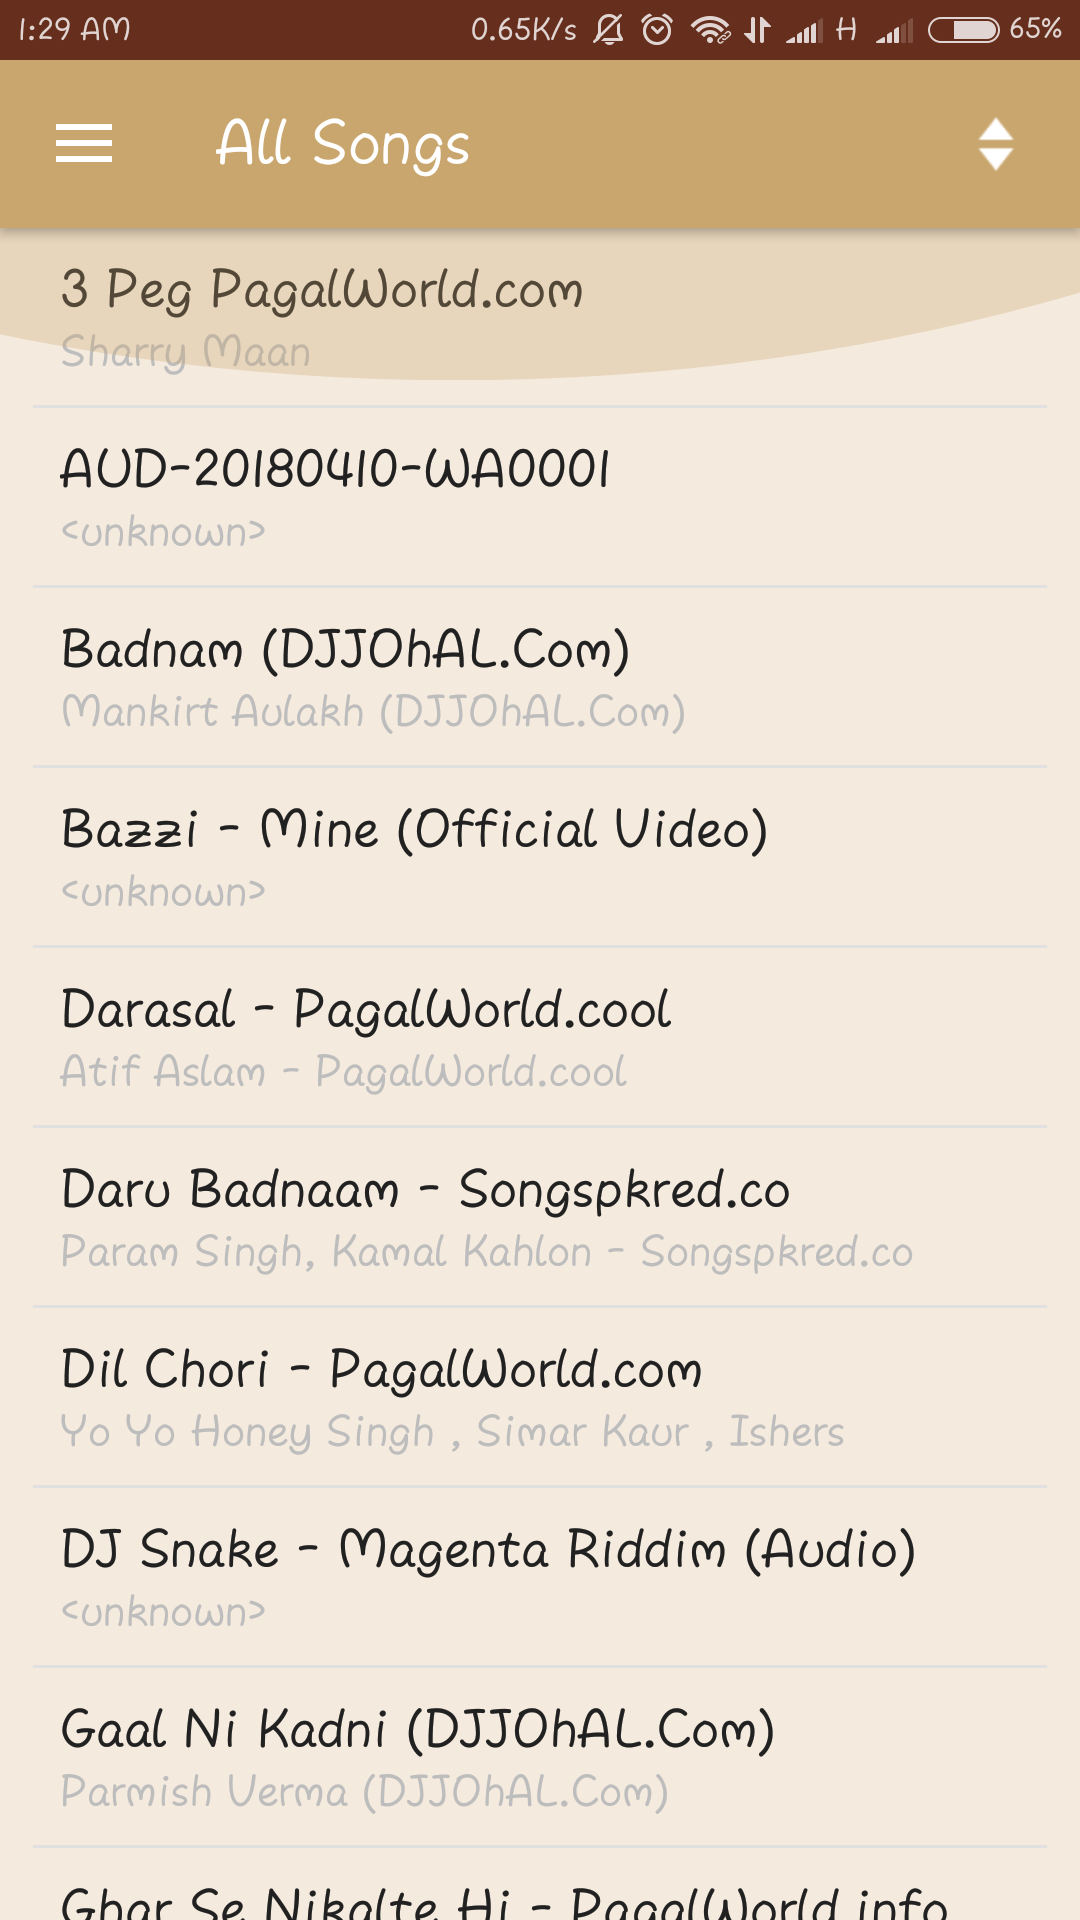 1:29 AM 0.65K/s H 65%
All Songs
3 Peg PagalWorld.com
Sharry Maan
AUD-20180410-WA0001
<unknown>
Badnam (DJJOhAL.Com)
Mankirt Aulakh (DJJOhAL.Com)
Bazzi - Mine (Official Video)
<unknown>
Darasal - PagalWorld.cool
Atif Aslam - PagalWorld.cool
Daru Badnaam - Songspkred.co
Param Singh, Kamal Kahlon - Songspkred.co
Dil Chori - PagalWorld.com
Yo Yo Honey Singh , Simar Kaur , Ishers
DJ Snake - Magenta Riddim (Audio)
<unknown>
Gaal Ni Kadni (DJJOhAL.Com)
Parmish Verma (DJJOhAL.Com)
Ghar Se Nikalte Hi - PagalWorld.info